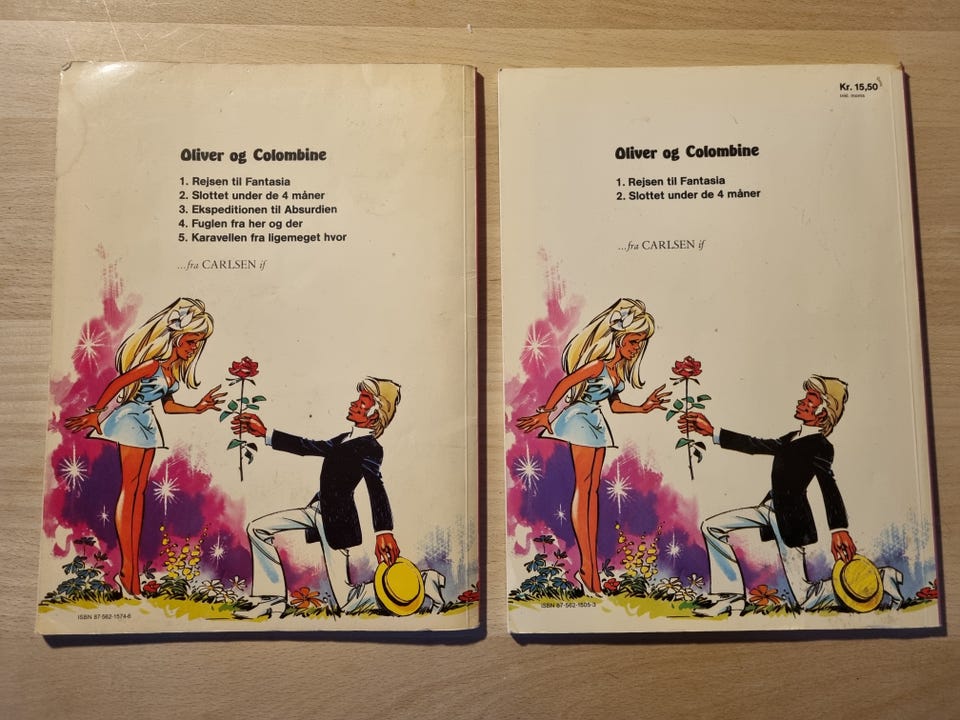 Oliver og Colombine
1. Rejsen til Fantasia
2. Slottet under de 4 måner
3. Ekspeditionen til Absurdien
4. Fuglen fra her og der
5. Karavellen fra ligemeget hvor
...fra CARLSEN if
ISBN 87-562-1574-6
Kr. 15,50
inkl. moms
Oliver og Colombine
1. Rejsen til Fantasia
2. Slottet under de 4 måner
...fra CARLSEN if
ISBN 87-562-1505-3